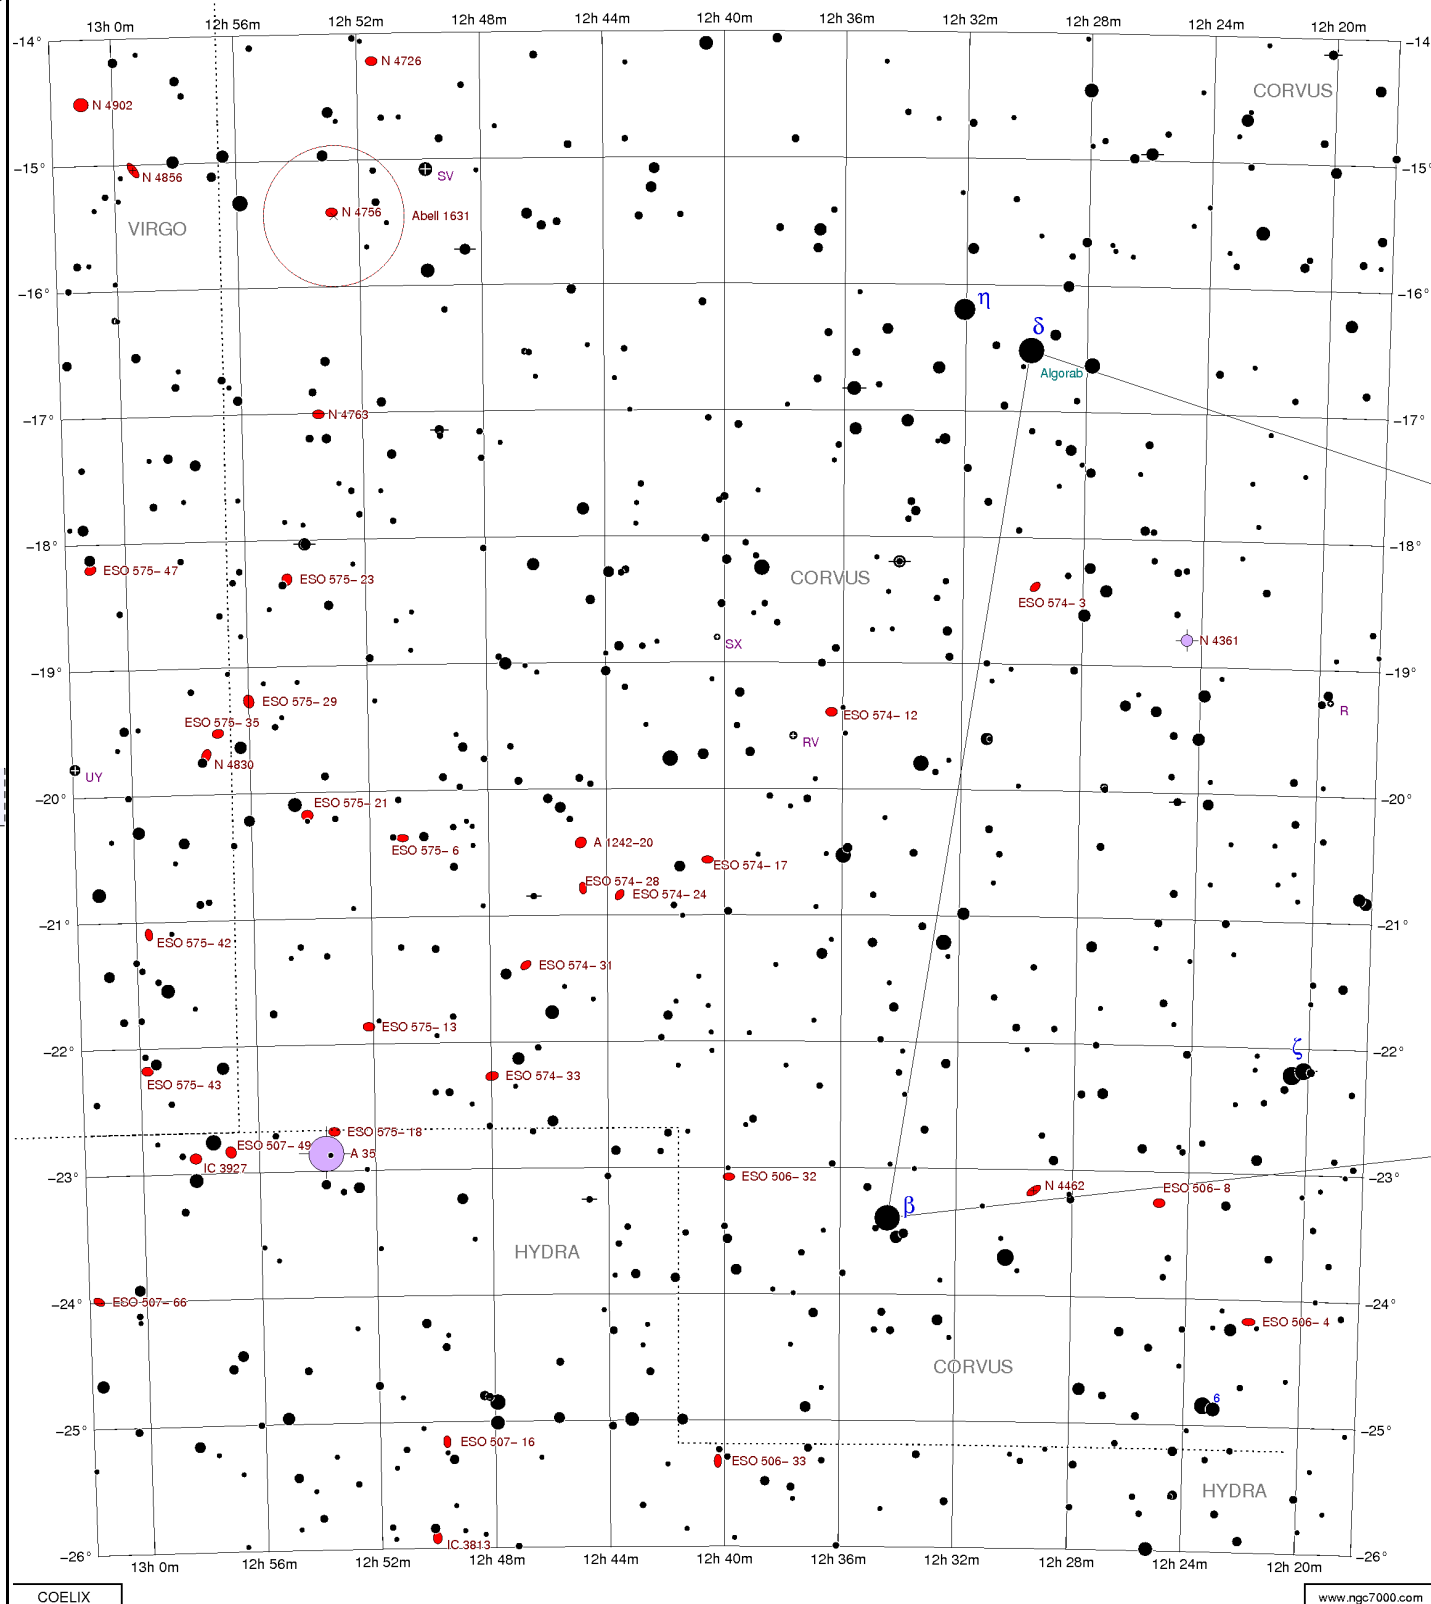 13h 0m 12h 56m 12h 52m 12h 48m 12h 44m 12h 40m 12h 36m 12h 32m 12h 28m 12h 24m 12h 20m
−14° −14
N 4726
CORVUS
N 4902
−15° −15°
N 4856
SV
N 4756
Abell 1631
VIRGO
−16° −16°
η
δ
Algorab
−17° −17°
N 4763
−18° −18°
ESO 575− 47
ESO 575− 23
CORVUS
ESO 574− 3
SX
N 4361
−19° −19°
ESO 575− 29
ESO 575− 35
ESO 574− 12
R
RV
N 4830
UY
−20° −20°
ESO 575− 21
ESO 575− 6
A 1242−20
ESO 574− 17
ESO 574− 28
ESO 574− 24
−21° −21°
ESO 575− 42
ESO 574− 31
ESO 575− 13
−22° −22°
ζ
ESO 574− 33
ESO 575− 43
ESO 575− 18
ESO 507− 49
A 35
IC 3927
−23° −23°
ESO 506− 32
N 4462
ESO 506− 8
β
HYDRA
−24° −24°
ESO 507− 66
ESO 506− 4
CORVUS
6
−25° −25°
ESO 507− 16
ESO 506− 33
HYDRA
IC 3813
−26° −26°
13h 0m 12h 56m 12h 52m 12h 48m 12h 44m 12h 40m 12h 36m 12h 32m 12h 28m 12h 24m 12h 20m
COELIX
www.ngc7000.com